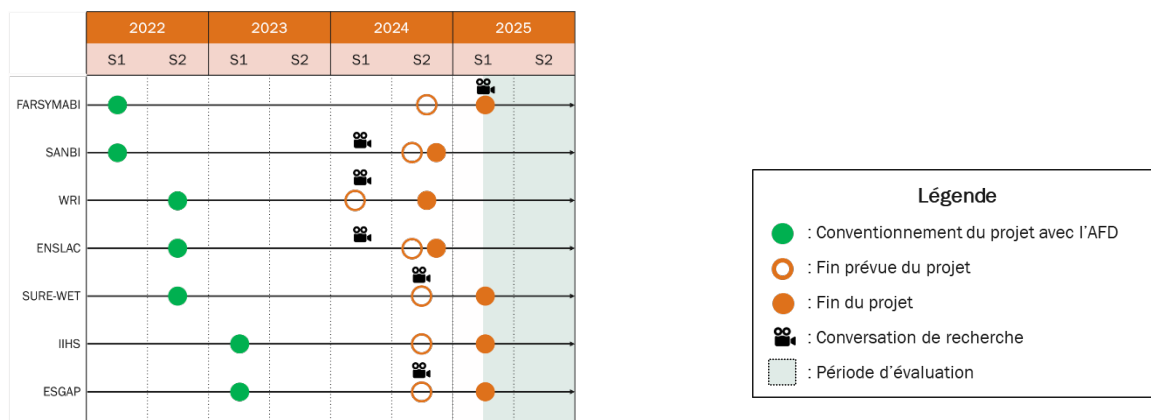 2022 2023 2024 2025
S1 S2 S1 S2 S1 S2 S1 S2
FARSYMABI
SANBI
WRI
ENSLAC
SURE-WET
IIHS
ESGAP
Légende
: Conventionnement du projet avec l'AFD
: Fin prévue du projet
: Fin du projet
: Conversation de recherche
: Période d'évaluation